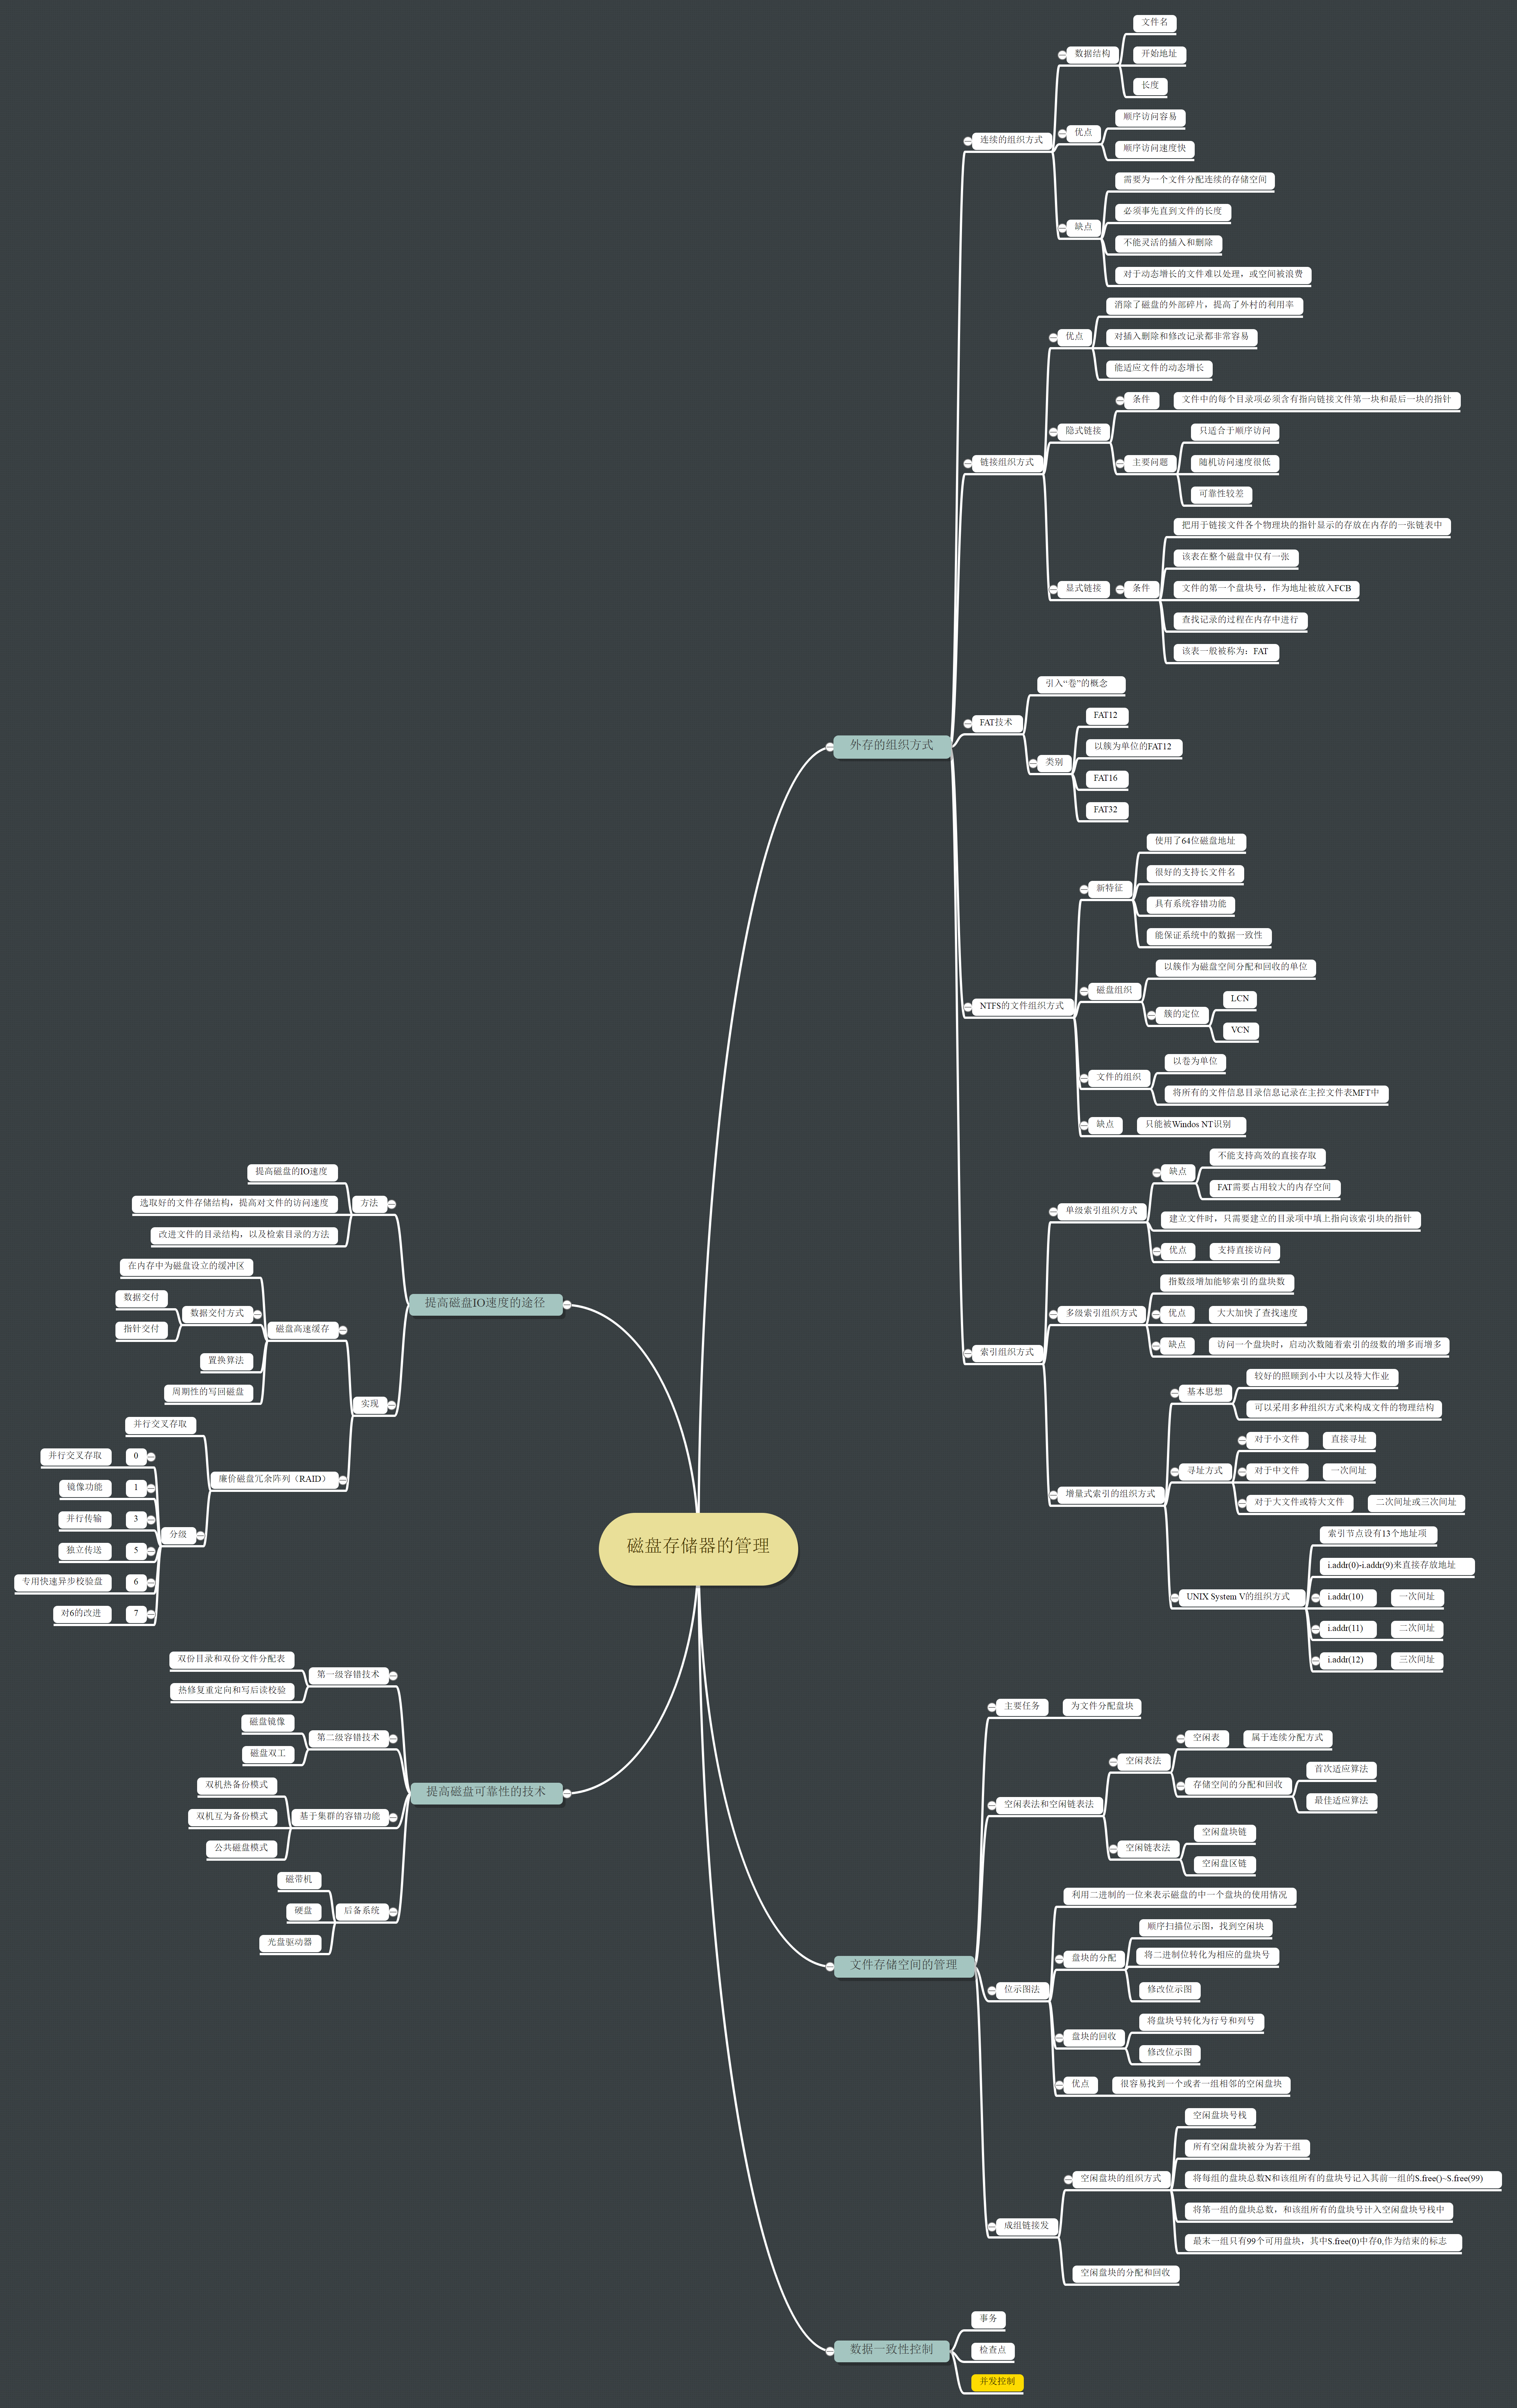 磁盘存储器的管理
外存的组织方式
连续的组织方式
数据结构
文件名
开始地址
长度
优点
顺序访问容易
顺序访问速度快
缺点
需要为一个文件分配连续的存储空间
必须事先直到文件的长度
不能灵活的插入和删除
对于动态增长的文件难以处理，或空间被浪费
链接组织方式
优点
消除了磁盘的外部碎片，提高了外村的利用率
对插入删除和修改记录都非常容易
能适应文件的动态增长
隐式链接
条件
文件中的每个目录项必须含有指向链接文件第一块和最后一块的指针
主要问题
只适合于顺序访问
随机访问速度很低
可靠性较差
显式链接
条件
把用于链接文件各个物理块的指针显示的存放在内存的一张链表中
该表在整个磁盘中仅有一张
文件的第一个盘块号，作为地址被放入FCB
查找记录的过程在内存中进行
该表一般被称为：FAT
FAT技术
引入“卷”的概念
类别
FAT12
以簇为单位的FAT12
FAT16
FAT32
NTFS的文件组织方式
新特征
使用了64位磁盘地址
很好的支持长文件名
具有系统容错功能
能保证系统中的数据一致性
磁盘组织
以簇作为磁盘空间分配和回收的单位
簇的定位
LCN
VCN
文件的组织
以卷为单位
将所有的文件信息目录信息记录在主控文件表MFT中
缺点
只能被Windos NT识别
索引组织方式
单级索引组织方式
缺点
不能支持高效的直接存取
FAT需要占用较大的内存空间
建立文件时，只需要建立的目录项中填上指向该索引块的指针
优点
支持直接访问
多级索引组织方式
指数级增加能够索引的盘块数
优点
大大加快了查找速度
缺点
访问一个盘块时，启动次数随着索引的级数的增多而增多
增量式索引的组织方式
基本思想
较好的照顾到小中大以及特大作业
可以采用多种组织方式来构成文件的物理结构
寻址方式
对于小文件
直接寻址
对于中文件
一次间址
对于大文件或特大文件
二次间址或三次间址
UNIX System V的组织方式
索引节点设有13个地址项
i.addr(0)-i.addr(9)来直接存放地址
i.addr(10)
一次间址
i.addr(11)
二次间址
i.addr(12)
三次间址
文件存储空间的管理
主要任务
为文件分配盘块
空闲表法和空闲链表法
空闲表法
空闲表
属于连续分配方式
存储空间的分配和回收
首次适应算法
最佳适应算法
空闲链表法
空闲盘块链
空闲盘区链
位示图法
利用二进制的一位来表示磁盘的中一个盘块的使用情况
盘块的分配
顺序扫描位示图，找到空闲块
将二进制位转化为相应的盘块号
修改位示图
盘块的回收
将盘块号转化为行号和列号
修改位示图
优点
很容易找到一个或者一组相邻的空闲盘块
成组链接发
空闲盘块的组织方式
空闲盘块号栈
所有空闲盘块被分为若干组
将每组的盘块总数N和该组所有的盘块号记入其前一组的S.free()~S.free(99)
将第一组的盘块总数，和该组所有的盘块号计入空闲盘块号栈中
最末一组只有99个可用盘块，其中S.free(0)中存0,作为结束的标志
空闲盘块的分配和回收
数据一致性控制
事务
检查点
并发控制
提高磁盘IO速度的途径
方法
提高磁盘的IO速度
选取好的文件存储结构，提高对文件的访问速度
改进文件的目录结构，以及检索目录的方法
实现
磁盘高速缓存
在内存中为磁盘设立的缓冲区
数据交付方式
数据交付
指针交付
置换算法
周期性的写回磁盘
廉价磁盘冗余阵列（RAID）
并行交叉存取
分级
0
并行交叉存取
1
镜像功能
3
并行传输
5
独立传送
6
专用快速异步校验盘
7
对6的改进
提高磁盘可靠性的技术
第一级容错技术
双份目录和双份文件分配表
热修复重定向和写后读校验
第二级容错技术
磁盘镜像
磁盘双工
基于集群的容错功能
双机热备份模式
双机互为备份模式
公共磁盘模式
后备系统
磁带机
硬盘
光盘驱动器